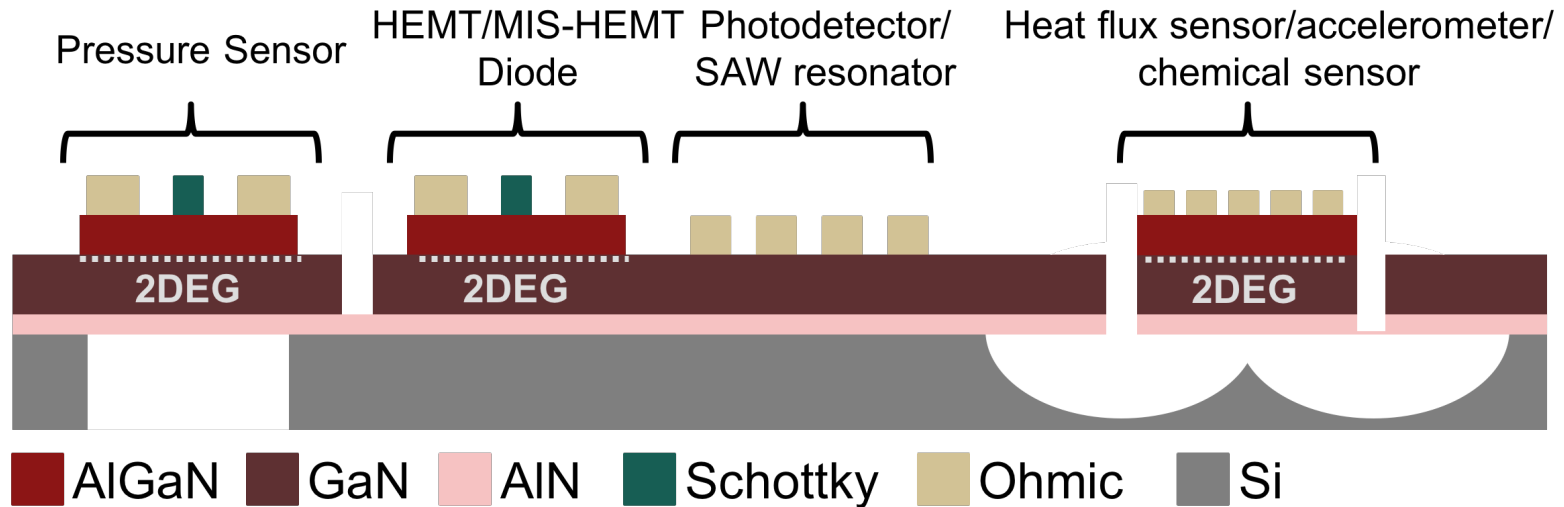 Pressure Sensor
HEMT/MIS-HEMT
Diode
Photodetector/
SAW resonator
Heat flux sensor/accelerometer/
chemical sensor
2DEG
2DEG
2DEG
AlGaN
GaN
AlN
Schottky
Ohmic
Si